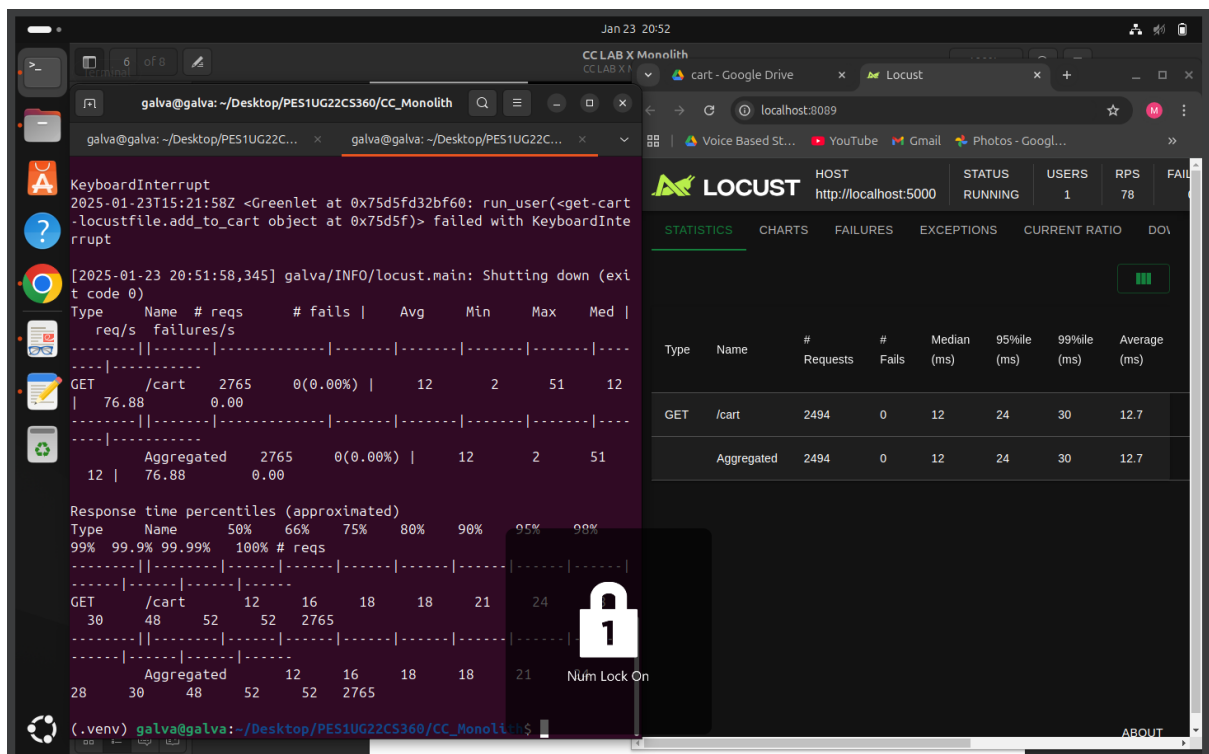 Jan 23 20:52
6 of 8
CC LAB X Monolith
CC LAB X M
Terminal
galva@galva: ~/Desktop/PES1UG22CS360/CC_Monolith
galva@galva: ~/Desktop/PES1UG22C...
galva@galva: ~/Desktop/PES1UG22C...
KeyboardInterrupt
2025-01-23T15:21:58Z <Greenlet at 0x75d5fd32bf60: run_user(<get-cart
-locustfile.add_to_cart object at 0x75d5f)> failed with KeyboardInte
rrupt
[2025-01-23 20:51:58,345] galva/INFO/locust.main: Shutting down (exi
t code 0)
Type Name # reqs # fails | Avg Min Max Med |
req/s failures/s
--------||-------|-------------|-------|-------|-------|-------|----
----|-----------
GET /cart 2765 0(0.00%) | 12 2 51 12
| 76.88 0.00
--------||-------|-------------|-------|-------|-------|-------|----
----|-----------
Aggregated 2765 0(0.00%) | 12 2 51
12 | 76.88 0.00
Response time percentiles (approximated)
Type Name 50% 66% 75% 80% 90% 95% 98%
99% 99.9% 99.99% 100% # reqs
--------||--------|------|------|------|------|------|------|
------|------|------|------
GET /cart 12 16 18 18 21 24
30 48 52 52 2765
--------||--------|------|------|------|------|------|------
------|------|------|------
Aggregated 12 16 18 18 21 24
28 30 48 52 52 2765
(.venv) galva@galva:~/Desktop/PES1UG22CS360/CC_Monolith$
1
Num Lock On
cart - Google Drive
Locust
localhost:8089
M
Voice Based St...
YouTube
Gmail
Photos - Googl...
LOCUST
HOST STATUS USERS RPS FAIL
http://localhost:5000 RUNNING 1 78
STATISTICS CHARTS FAILURES EXCEPTIONS CURRENT RATIO DOW
Type Name # Requests # Fails Median (ms) 95%ile (ms) 99%ile (ms) Average (ms)
GET /cart 2494 0 12 24 30 12.7
Aggregated 2494 0 12 24 30 12.7
ABOUT